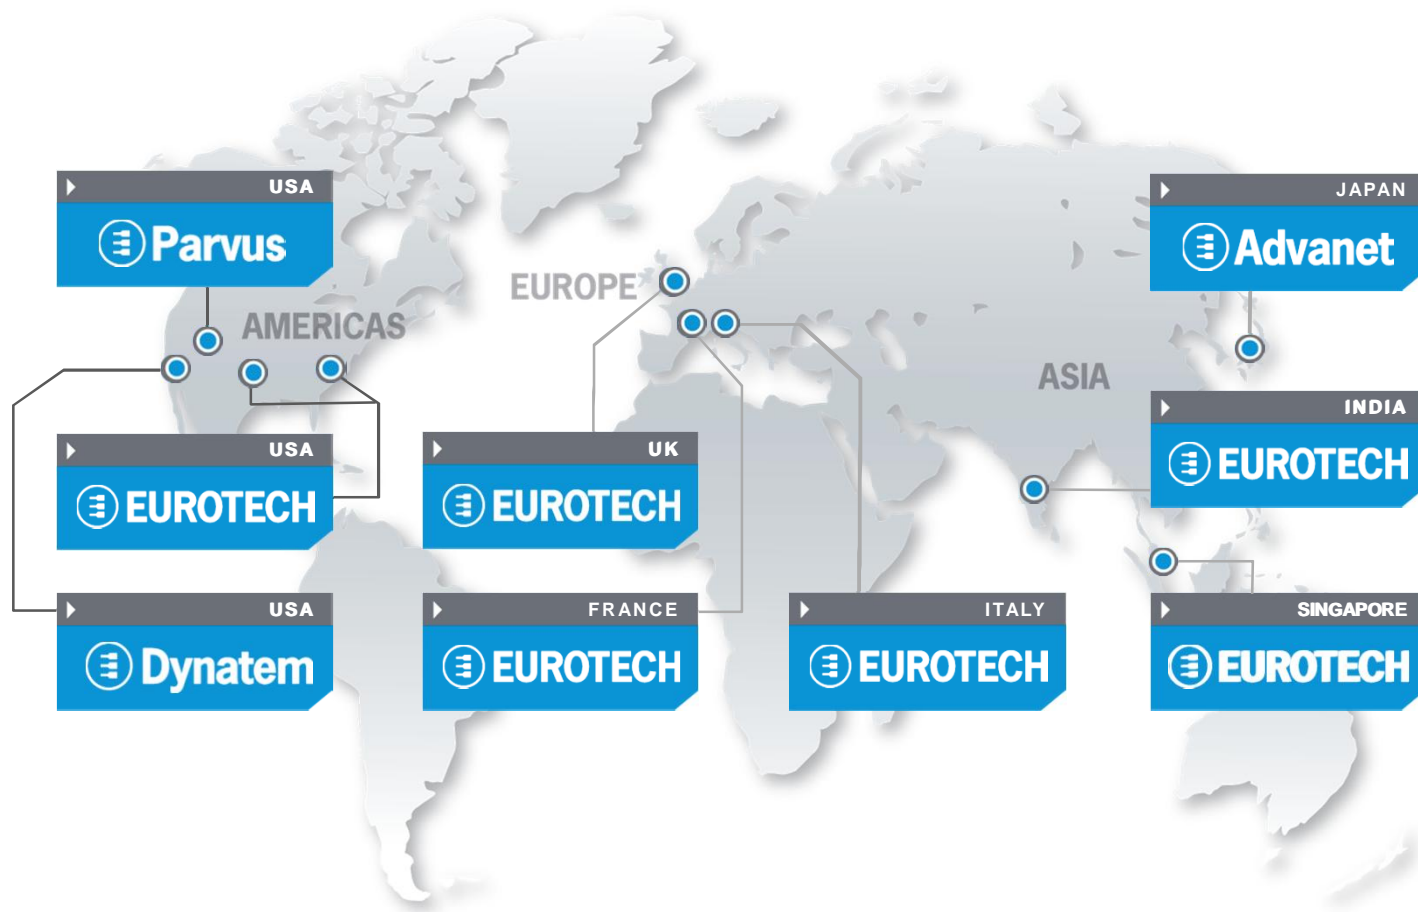 USA
Parvus
AMERICAS
USA
EUROTECH
USA
Dynatem
EUROPE
UK
EUROTECH
FRANCE
EUROTECH
ITALY
EUROTECH
ASIA
JAPAN
Advanet
INDIA
EUROTECH
SINGAPORE
EUROTECH